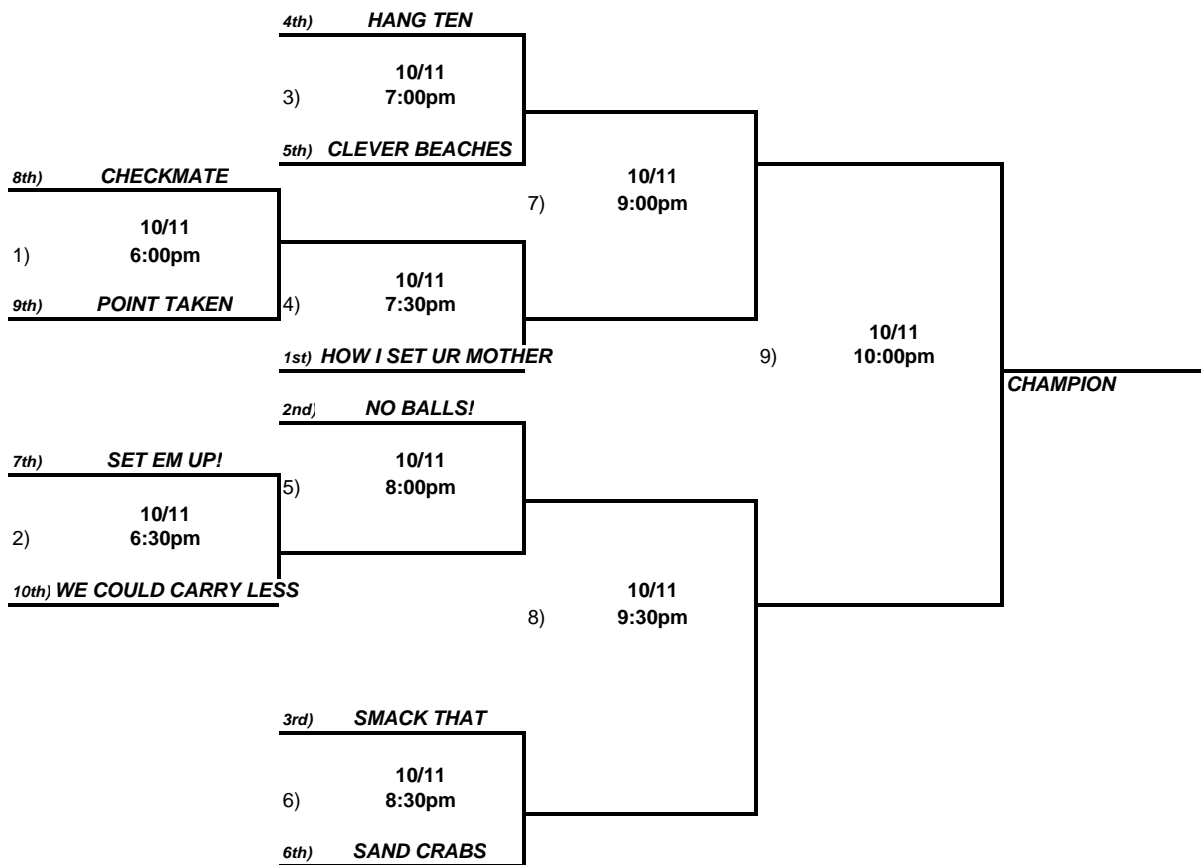 4th) HANG TEN
10/11
3) 7:00pm
5th) CLEVER BEACHES
8th) CHECKMATE
10/11
7) 9:00pm
10/11
1) 6:00pm
10/11
9th) POINT TAKEN
4) 7:30pm
10/11
1st) HOW I SET UR MOTHER
9) 10:00pm
CHAMPION
2nd) NO BALLS!
7th) SET EM UP!
10/11
5) 8:00pm
10/11
2) 6:30pm
10th) WE COULD CARRY LESS
10/11
8) 9:30pm
3rd) SMACK THAT
10/11
6) 8:30pm
6th) SAND CRABS